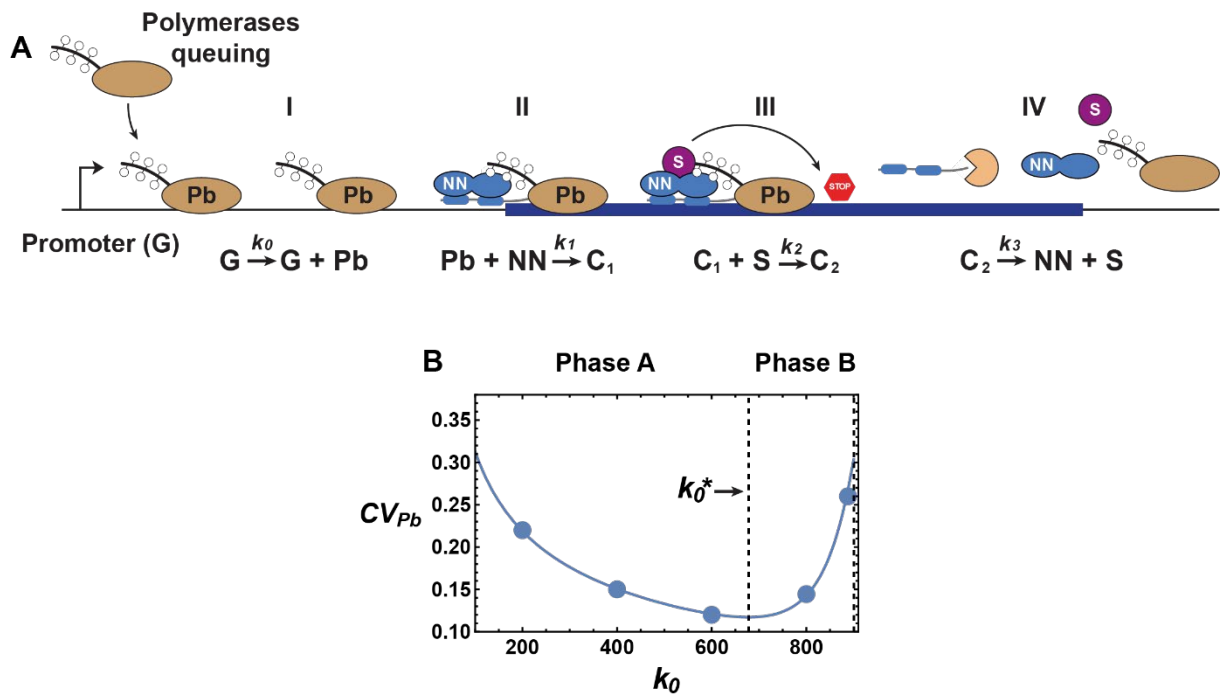 A
Polymerases
queuing
I
II
III
IV
Pb
Pb
NN
Pb
S
NN
Pb
STOP
S
NN
Promoter (G)
G k₀→ G + Pb
Pb + NN k₁→ C₁
C₁ + S k₂→ C₂
C₂ k₃→ NN + S
B
Phase A
Phase B
0.35
0.30
0.25
0.20
0.15
0.10
CV_Pb
k₀*→
200
400
600
800
k₀